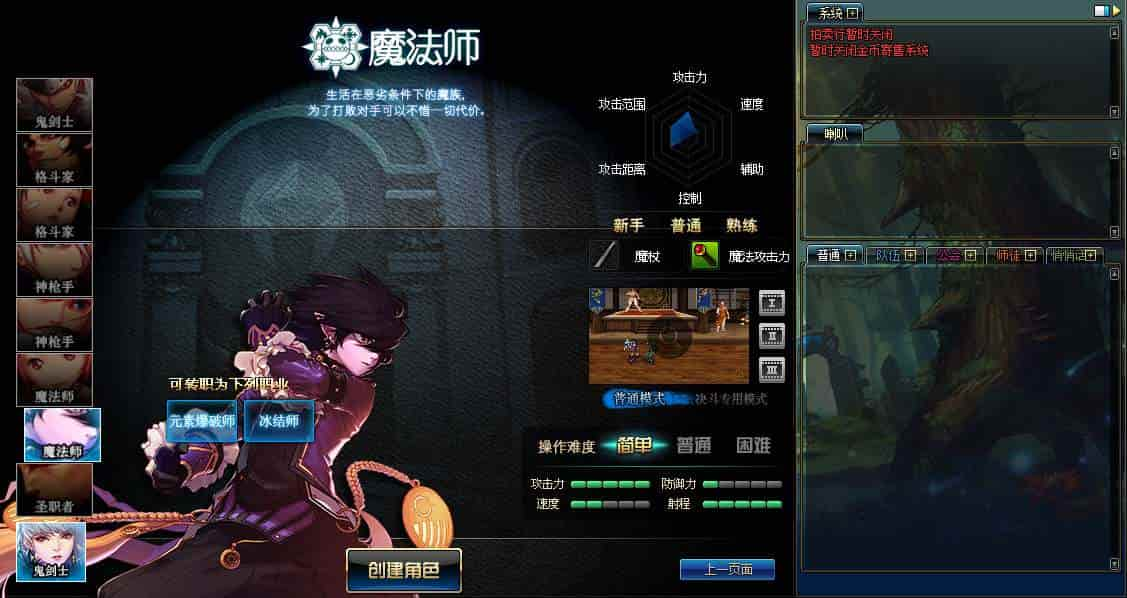 魔法师
生活在恶劣条件下的魔族,
为了打败对手可以不惜一切代价。
鬼剑士
格斗家
格斗家
神枪手
神枪手
魔法师
魔法师
圣职者
鬼剑士
可转职为下列职业
元素爆破师
冰结师
创建角色
攻击力
攻击范围
速度
攻击距离
辅助
控制
新手 普通 熟练
魔杖 魔法攻击力
I
II
III
普通模式 决斗专用模式
操作难度 简单 普通 困难
攻击力 防御力
速度 射程
上一页面
系统
拍卖行暂时关闭
暂时关闭金币寄售系统
喇叭
普通 队伍 公会 师徒 悄悄话